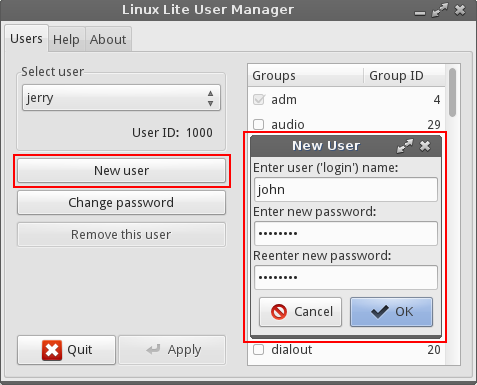 Linux Lite User Manager
Users Help About
Select user
jerry
User ID: 1000
New user
Change password
Remove this user
Quit
Apply
Groups Group ID
adm 4
audio 29
New User
Enter user ('login') name:
john
Enter new password:
••••••••
Reenter new password:
••••••••
Cancel OK
dialout 20